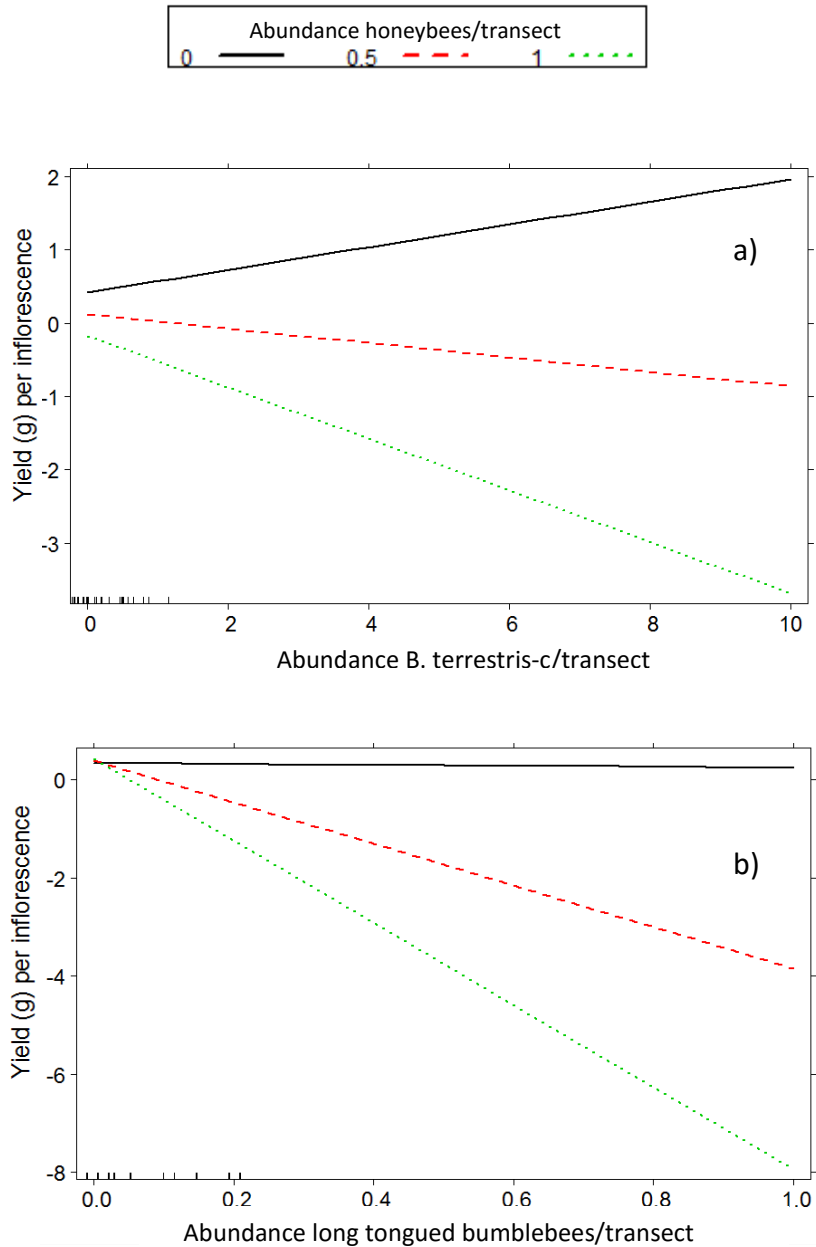 Abundance honeybees/transect
0 0.5 1
2
1
0
-1
-2
-3
a)
Yield (g) per inflorescence
0 2 4 6 8 10
Abundance B. terrestris-c/transect
0
-2
-4
-6
-8
b)
Yield (g) per inflorescence
0.0 0.2 0.4 0.6 0.8 1.0
Abundance long tongued bumblebees/transect